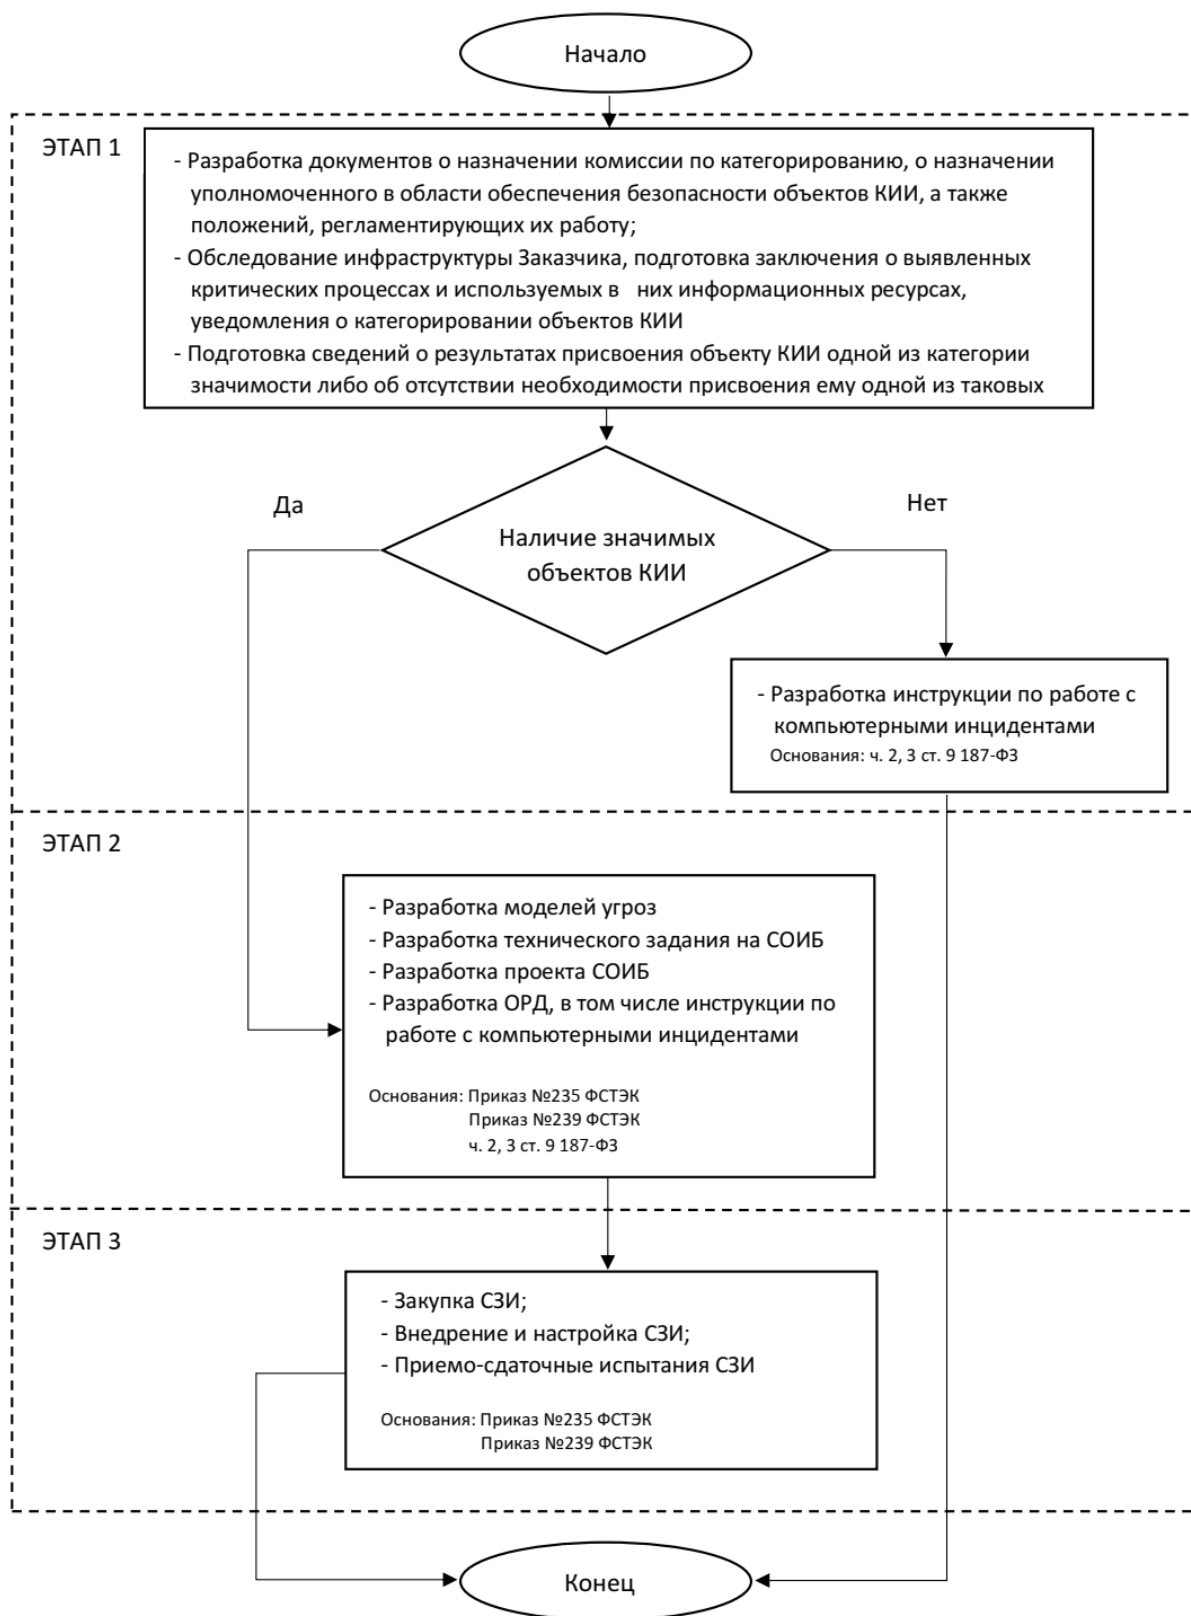 Начало
ЭТАП 1
- Разработка документов о назначении комиссии по категорированию, о назначении
уполномоченного в области обеспечения безопасности объектов КИИ, а также
положений, регламентирующих их работу;
- Обследование инфраструктуры Заказчика, подготовка заключения о выявленных
критических процессах и используемых в них информационных ресурсах,
уведомления о категорировании объектов КИИ
- Подготовка сведений о результатах присвоения объекту КИИ одной из категории
значимости либо об отсутствии необходимости присвоения ему одной из таковых
Да
Нет
Наличие значимых
объектов КИИ
- Разработка инструкции по работе с
компьютерными инцидентами
Основания: ч. 2, 3 ст. 9 187-ФЗ
ЭТАП 2
- Разработка моделей угроз
- Разработка технического задания на СОИБ
- Разработка проекта СОИБ
- Разработка ОРД, в том числе инструкции по
работе с компьютерными инцидентами
Основания: Приказ №235 ФСТЭК
Приказ №239 ФСТЭК
ч. 2, 3 ст. 9 187-ФЗ
ЭТАП 3
- Закупка СЗИ;
- Внедрение и настройка СЗИ;
- Приемо-сдаточные испытания СЗИ
Основания: Приказ №235 ФСТЭК
Приказ №239 ФСТЭК
Конец